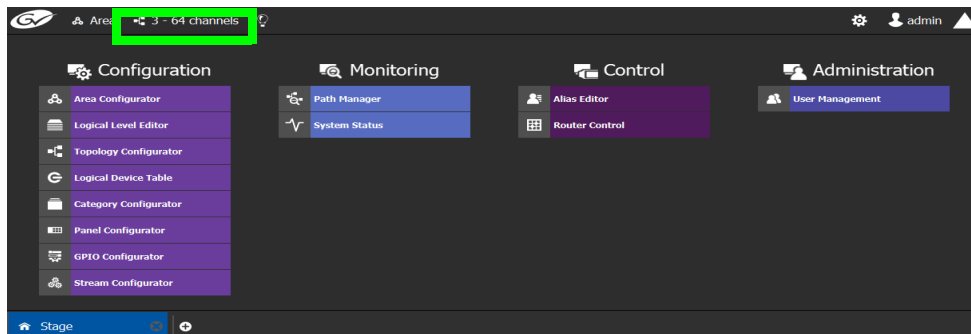 GV Area 3 - 64 channels admin
Configuration Monitoring Control Administration
Area Configurator Path Manager Alias Editor User Management
Logical Level Editor System Status Router Control
Topology Configurator
Logical Device Table
Category Configurator
Panel Configurator
GPIO Configurator
Stream Configurator
Stage